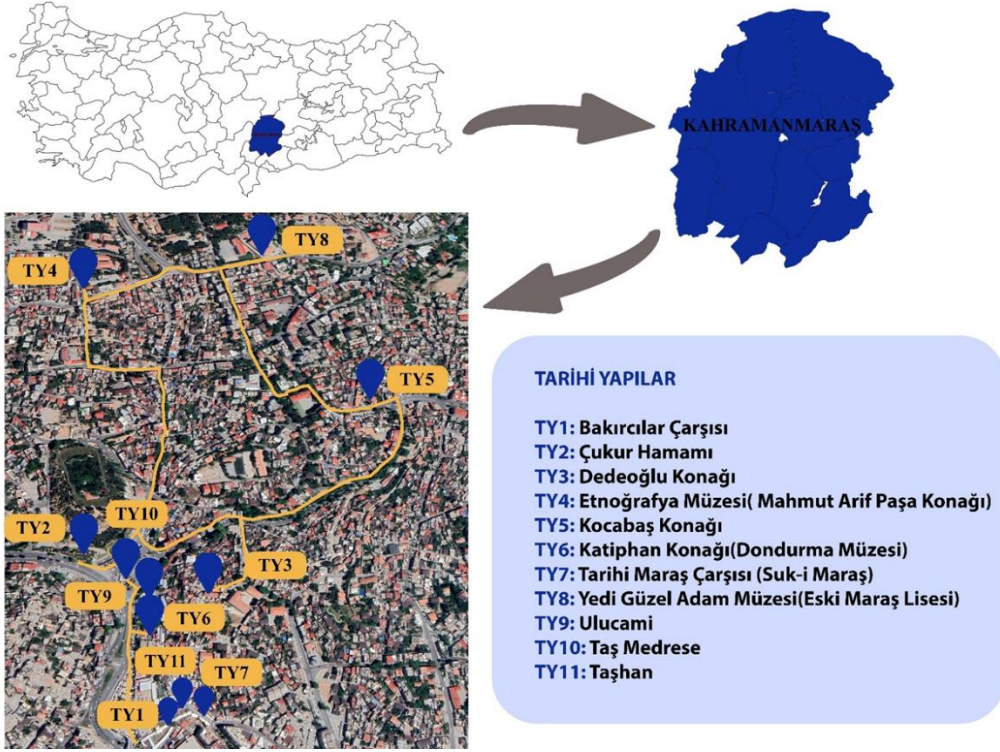 KAHRAMANMARAŞ
TY8
TY4
TY5
TY10
TY2
TY3
TY9
TY6
TY11
TY7
TY1
TARİHİ YAPILAR
TY1: Bakırcılar Çarşısı
TY2: Çukur Hamamı
TY3: Dedeoğlu Konağı
TY4: Etnoğrafya Müzesi( Mahmut Arif Paşa Konağı)
TY5: Kocabaş Konağı
TY6: Katiphan Konağı(Dondurma Müzesi)
TY7: Tarihi Maraş Çarşısı (Suk-i Maraş)
TY8: Yedi Güzel Adam Müzesi(Eski Maraş Lisesi)
TY9: Ulucami
TY10: Taş Medrese
TY11: Taşhan